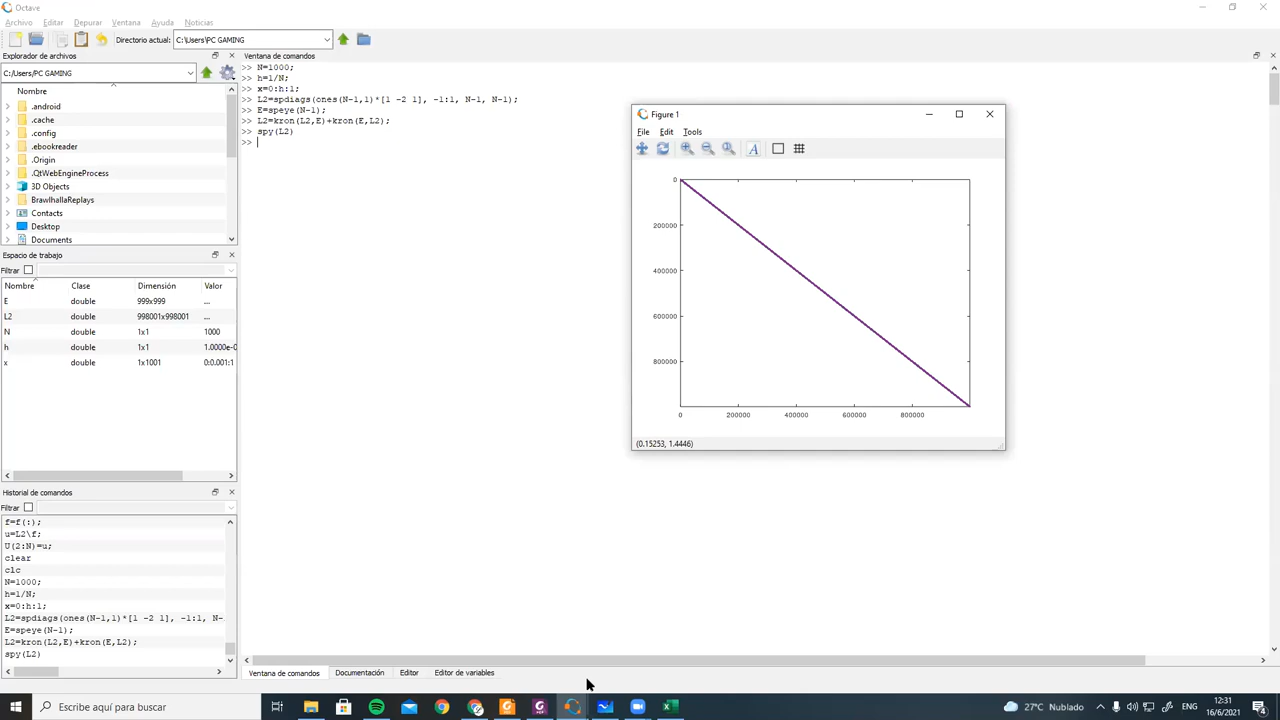 Octave
Archivo Editar Depurar Ventana Ayuda Noticias
Directorio actual: C:\Users\PC GAMING
Explorador de archivos
C:/Users/PC GAMING
Nombre
.android
.cache
.config
.ebookreader
.Origin
.QtWebEngineProcess
3D Objects
BrawlhallaReplays
Contacts
Desktop
Documents
Espacio de trabajo
Filtrar
Nombre Clase Dimensión Valor
E double 999x999 ...
L2 double 998001x998001 ...
N double 1x1 1000
h double 1x1 1.0000e-0
x double 1x1001 0:0.001:1
Historial de comandos
Filtrar
f=f(:);
u=L2\f;
U(2:N)=u;
clear
clc
N=1000;
h=1/N;
x=0:h:1;
L2=spdiags(ones(N-1,1)*[1 -2 1], -1:1, N-
E=speye(N-1);
L2=kron(L2,E)+kron(E,L2);
spy(L2)
Ventana de comandos
>> N=1000;
>> h=1/N;
>> x=0:h:1;
>> L2=spdiags(ones(N-1,1)*[1 -2 1], -1:1, N-1, N-1);
>> E=speye(N-1);
>> L2=kron(L2,E)+kron(E,L2);
>> spy(L2)
>>
Figure 1
File Edit Tools
A
0
200000
400000
600000
800000
0 200000 400000 600000 800000
(0.15253, 1.4446)
Ventana de comandos Documentación Editor Editor de variables
Escribe aquí para buscar
27°C Nublado
ENG
12:31
16/6/2021